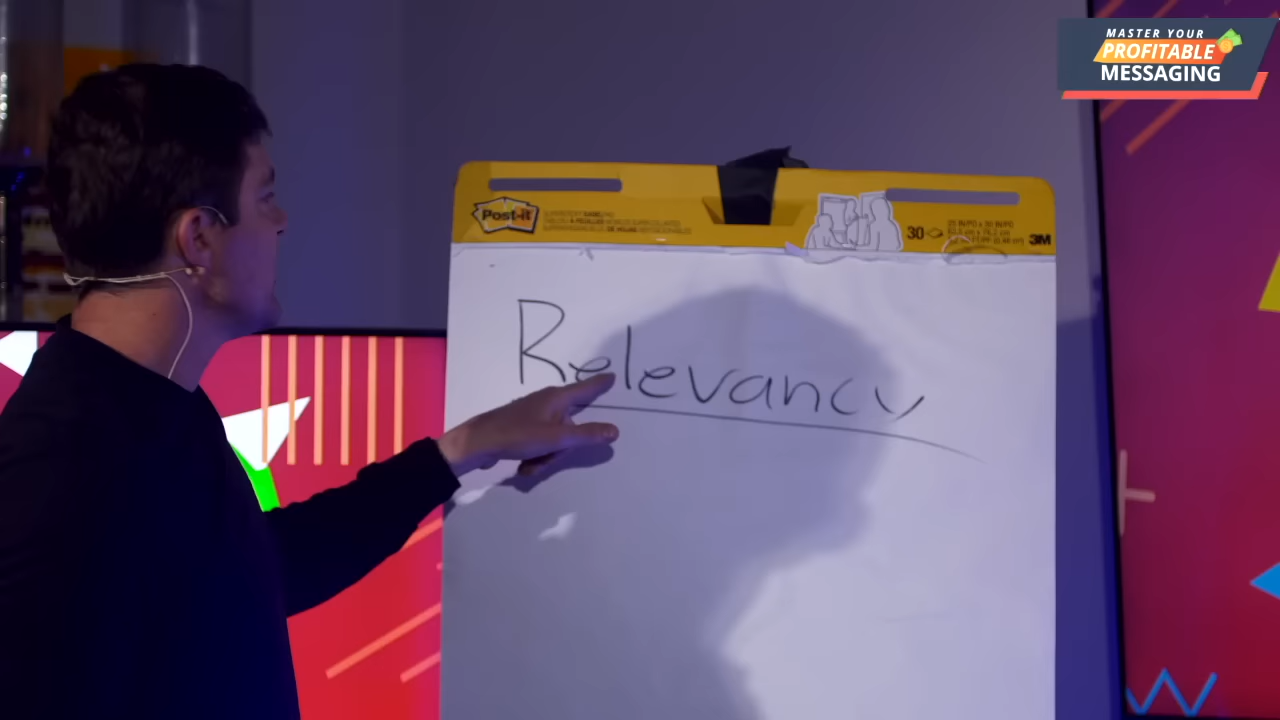 MASTER YOUR
PROFITABLE
MESSAGING
Post-it
30
3M
Relevancy